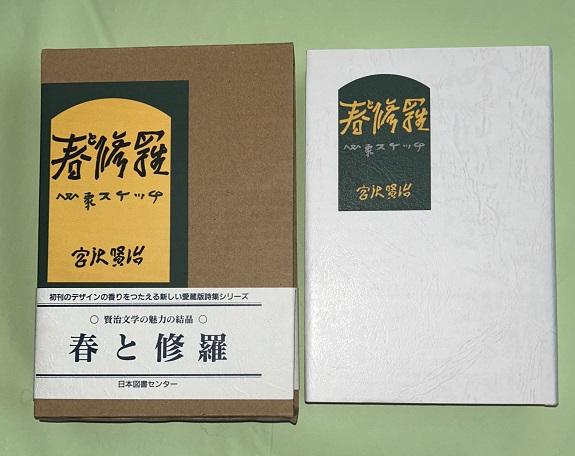 春と修羅
心象スケッチ
宮沢賢治
初刊のデザインの香りをつたえる新しい愛蔵版詩集シリーズ
○ 賢治文学の魅力の結晶 ○
春と修羅
日本図書センター
春と修羅
心象スケッチ
宮沢賢治